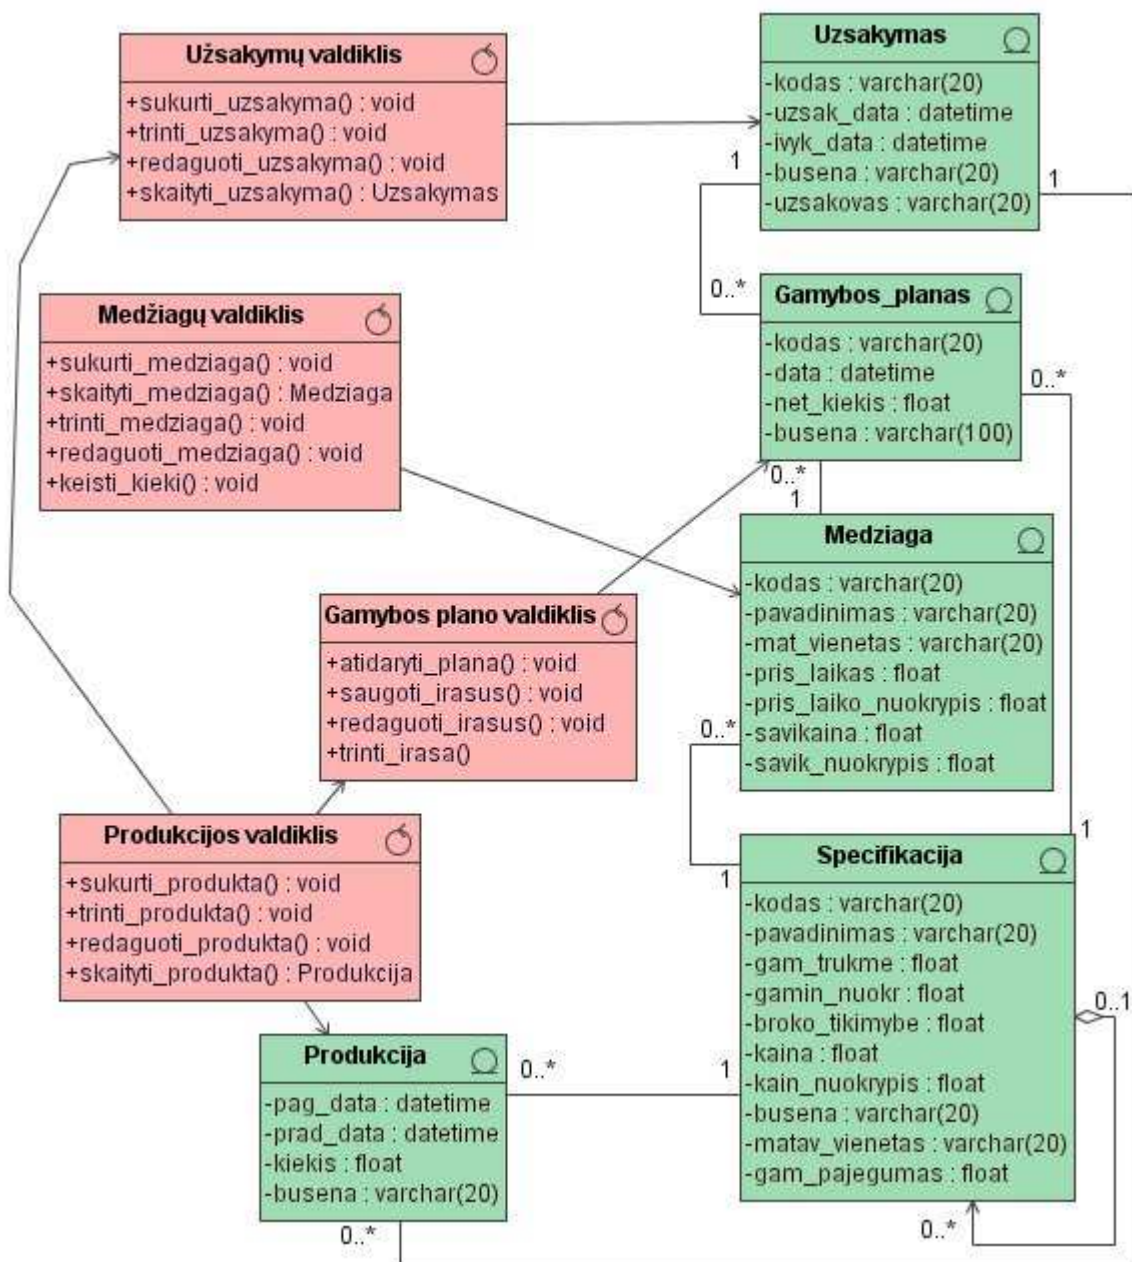 Užsakymų valdiklis
+sukurti_uzsakyma() : void
+trinti_uzsakyma() : void
+redaguoti_uzsakyma() : void
+skaityti_uzsakyma() : Uzsakymas
Uzsakymas
-kodas : varchar(20)
-uzsak_data : datetime
-ivyk_data : datetime
-busena : varchar(20)
-uzsakovas : varchar(20)
1
1
0..*
Medžiagų valdiklis
+sukurti_medziaga() : void
+skaityti_medziaga() : Medziaga
+trinti_medziaga() : void
+redaguoti_medziaga() : void
+keisti_kieki() : void
Gamybos_planas
-kodas : varchar(20)
-data : datetime
-net_kiekis : float
-busena : varchar(100)
0..*
0..*
1
Medziaga
-kodas : varchar(20)
-pavadinimas : varchar(20)
-mat_vienetas : varchar(20)
-pris_laikas : float
-pris_laiko_nuokrypis : float
-savikaina : float
-savik_nuokrypis : float
0..*
Gamybos plano valdiklis
+atidaryti_plana() : void
+saugoti_irasus() : void
+redaguoti_irasus() : void
+trinti_irasa()
Produkcijos valdiklis
+sukurti_produkta() : void
+trinti_produkta() : void
+redaguoti_produkta() : void
+skaityti_produkta() : Produkcija
1
1
Specifikacija
-kodas : varchar(20)
-pavadinimas : varchar(20)
-gam_trukme : float
-gamin_nuokr : float
-broko_tikimybe : float
-kaina : float
-kain_nuokrypis : float
-busena : varchar(20)
-matav_vienetas : varchar(20)
-gam_pajegumas : float
0..1
0..*
Produkcija
-pag_data : datetime
-prad_data : datetime
-kiekis : float
-busena : varchar(20)
0..*
1
0..*